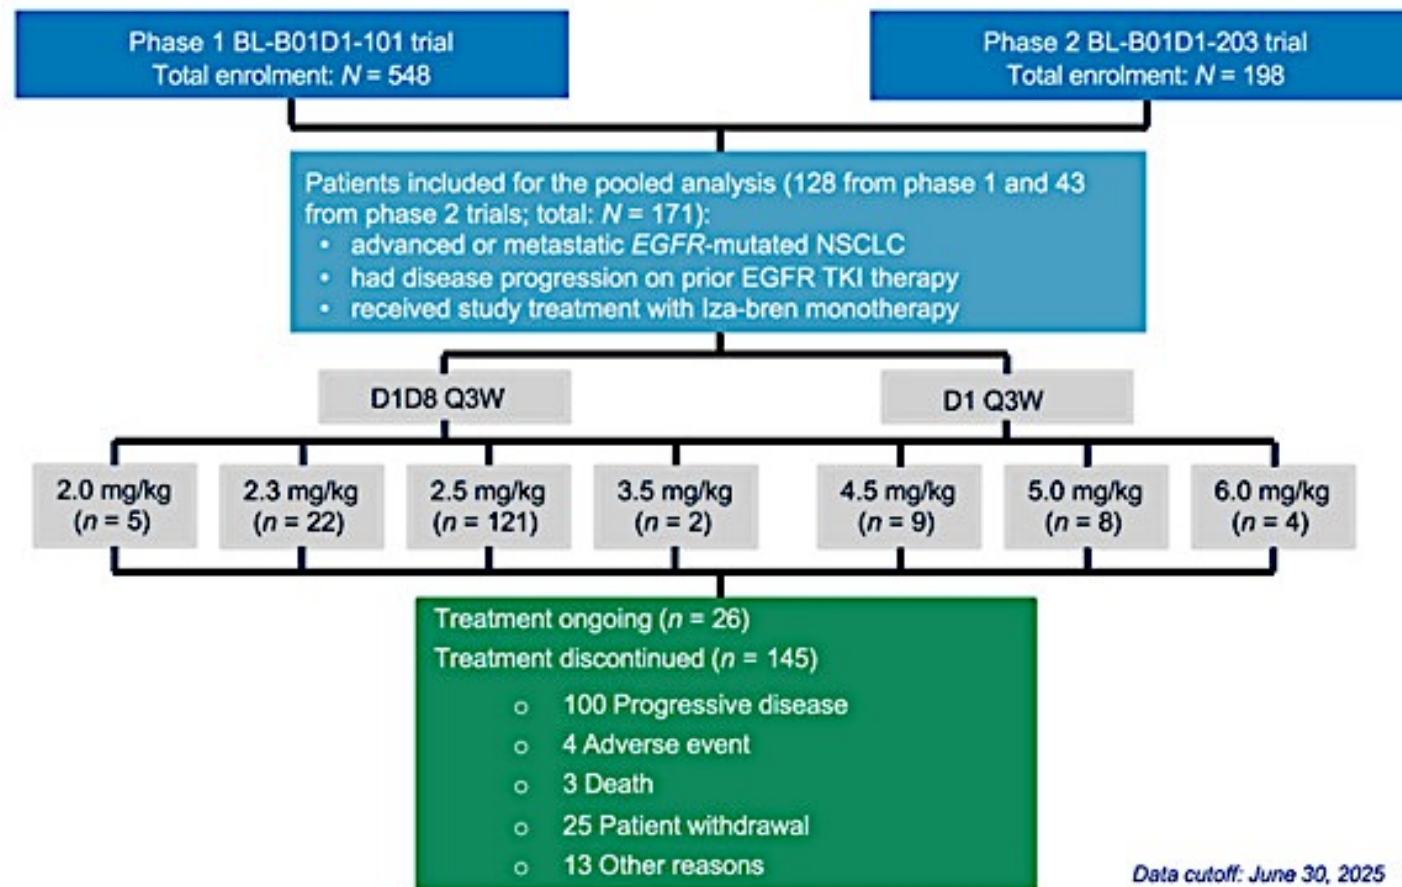 Phase 1 BL-B01D1-101 trial
Total enrolment: N = 548
Phase 2 BL-B01D1-203 trial
Total enrolment: N = 198
Patients included for the pooled analysis (128 from phase 1 and 43
from phase 2 trials; total: N = 171):
• advanced or metastatic EGFR-mutated NSCLC
• had disease progression on prior EGFR TKI therapy
• received study treatment with Iza-bren monotherapy
D1D8 Q3W
D1 Q3W
2.0 mg/kg
(n = 5)
2.3 mg/kg
(n = 22)
2.5 mg/kg
(n = 121)
3.5 mg/kg
(n = 2)
4.5 mg/kg
(n = 9)
5.0 mg/kg
(n = 8)
6.0 mg/kg
(n = 4)
Treatment ongoing (n = 26)
Treatment discontinued (n = 145)
o 100 Progressive disease
o 4 Adverse event
o 3 Death
o 25 Patient withdrawal
o 13 Other reasons
Data cutoff: June 30, 2025